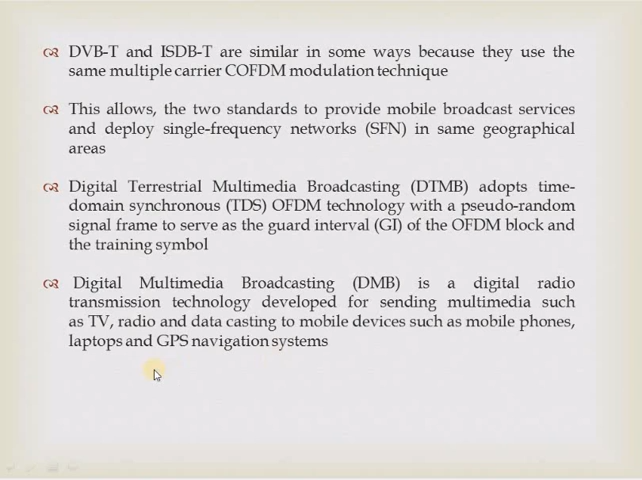 DVB-T and ISDB-T are similar in some ways because they use the
same multiple carrier COFDM modulation technique
This allows, the two standards to provide mobile broadcast services
and deploy single-frequency networks (SFN) in same geographical
areas
Digital Terrestrial Multimedia Broadcasting (DTMB) adopts time-
domain synchronous (TDS) OFDM technology with a pseudo-random
signal frame to serve as the guard interval (GI) of the OFDM block and
the training symbol
Digital Multimedia Broadcasting (DMB) is a digital radio
transmission technology developed for sending multimedia such
as TV, radio and data casting to mobile devices such as mobile phones,
laptops and GPS navigation systems